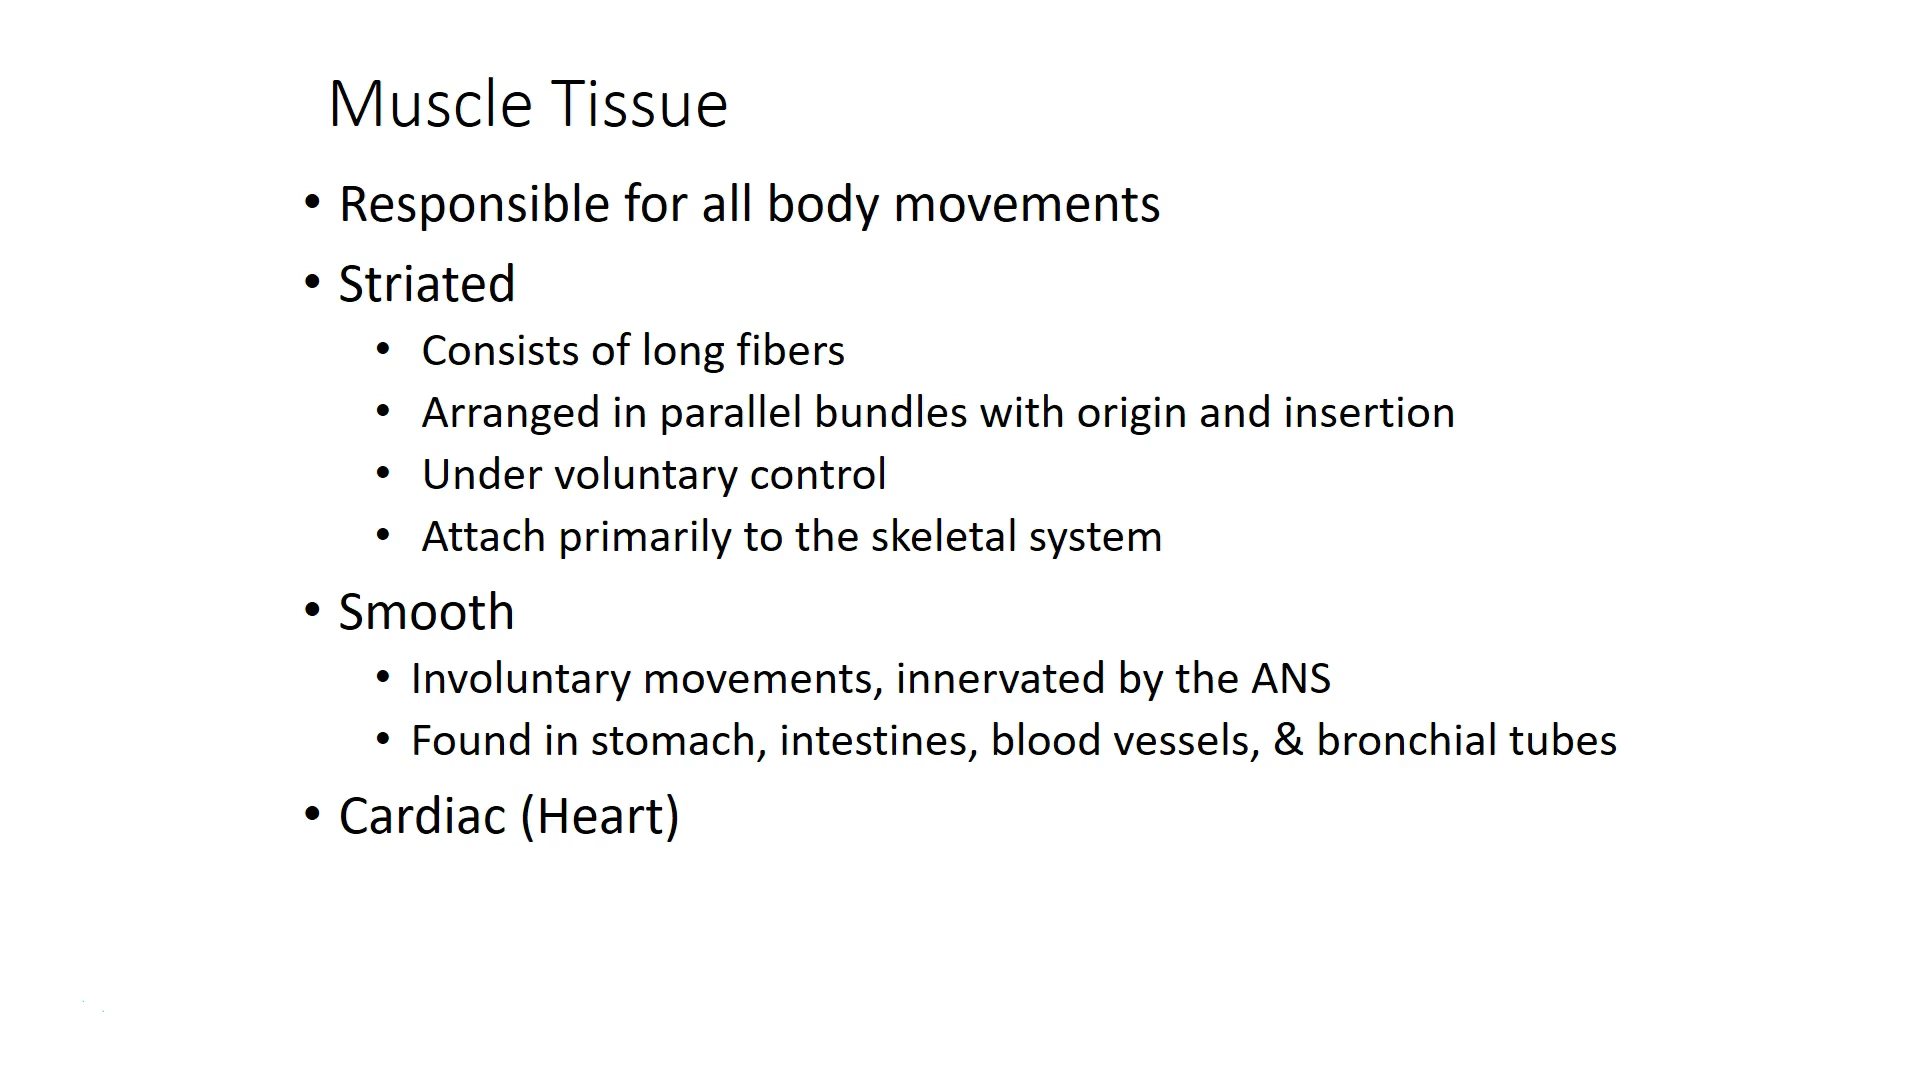 Muscle Tissue
• Responsible for all body movements
• Striated
• Consists of long fibers
• Arranged in parallel bundles with origin and insertion
• Under voluntary control
• Attach primarily to the skeletal system
• Smooth
• Involuntary movements, innervated by the ANS
• Found in stomach, intestines, blood vessels, & bronchial tubes
• Cardiac (Heart)